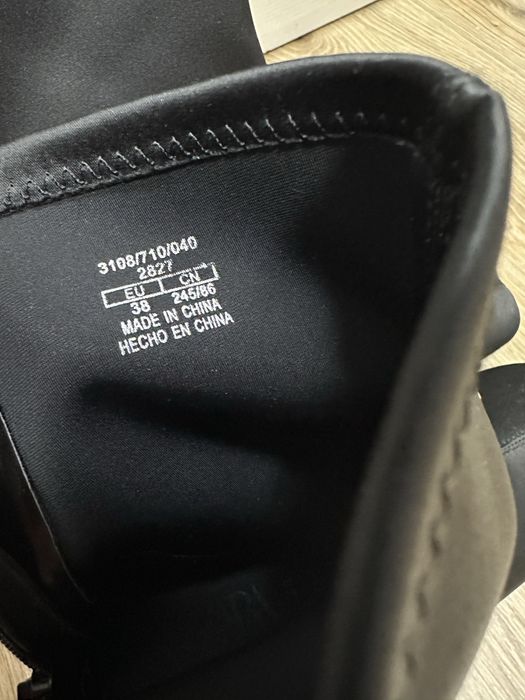 3108/710/040
2827
EU CN
38 245/86
MADE IN CHINA
HECHO EN CHINA